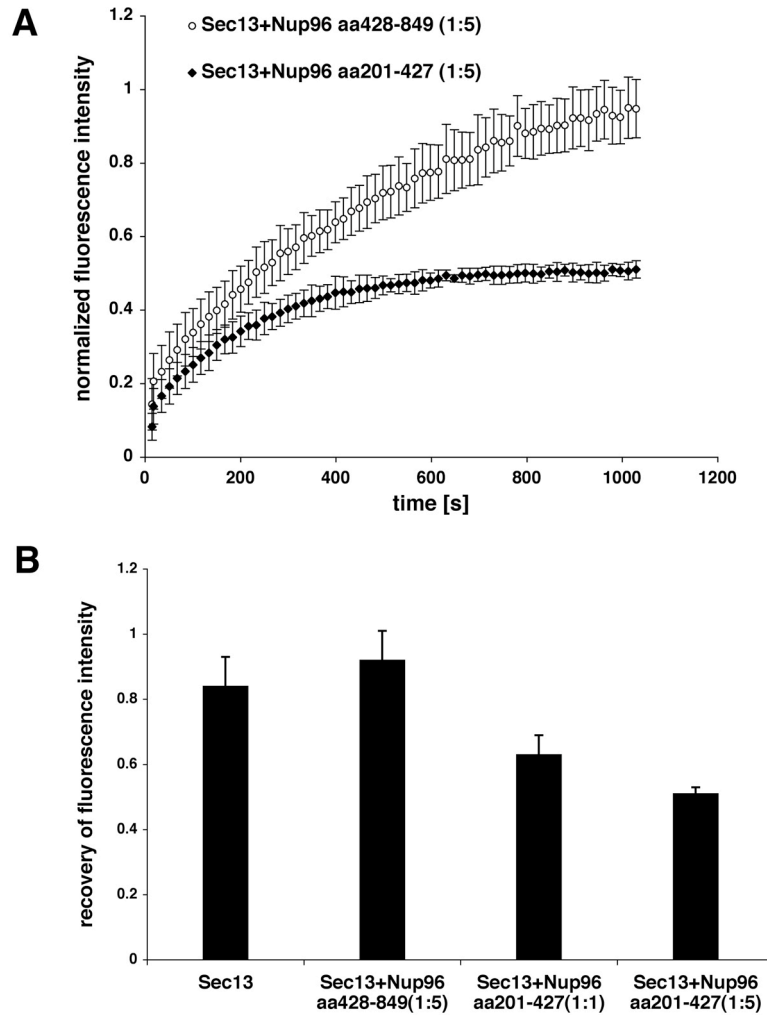 A
1.2
1
0.8
0.6
0.4
0.2
0
normalized fluorescence intensity
Sec13+Nup96 aa428-849 (1:5)
Sec13+Nup96 aa201-427 (1:5)
0 200 400 600 800 1000 1200
time [s]
B
1.2
1
0.8
0.6
0.4
0.2
0
recovery of fluorescence intensity
Sec13
Sec13+Nup96
aa428-849(1:5)
Sec13+Nup96
aa201-427(1:1)
Sec13+Nup96
aa201-427(1:5)